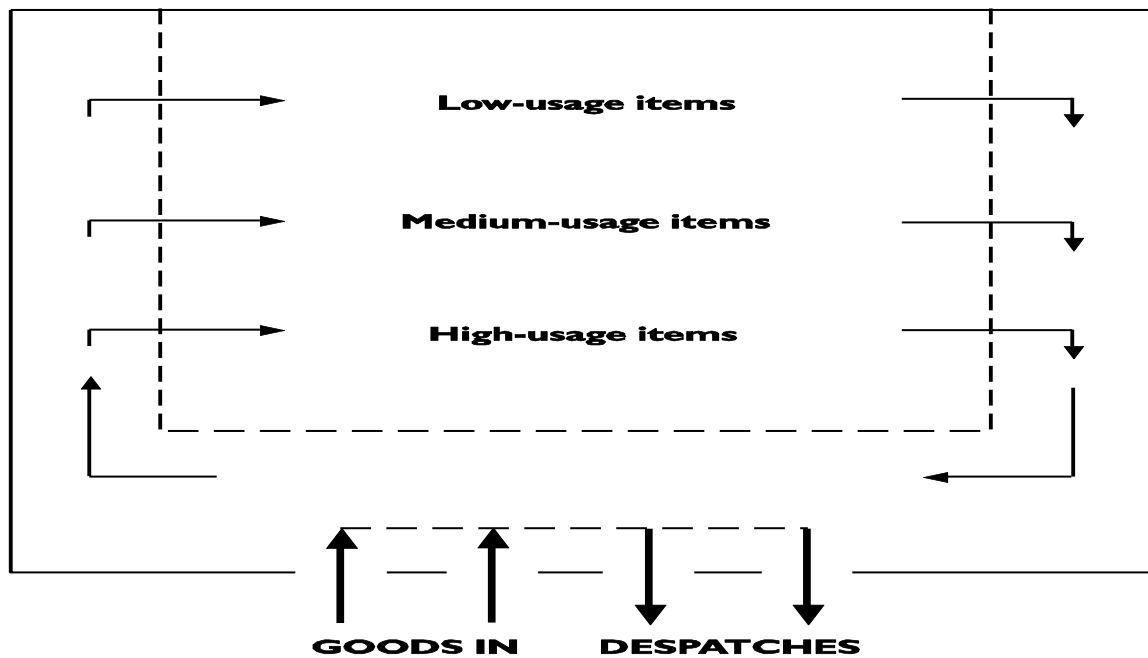 Low-usage items
Medium-usage items
High-usage items
GOODS IN DESPATCHES